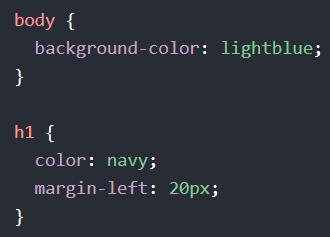 body {
  background-color: lightblue;
}

h1 {
  color: navy;
  margin-left: 20px;
}